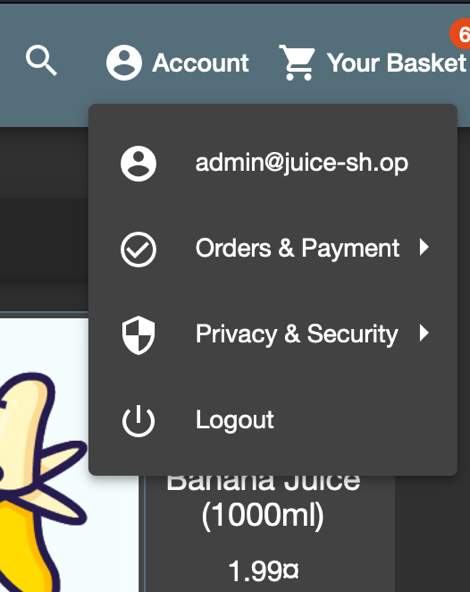 Account
Your Basket
6
admin@juice-sh.op
Orders & Payment
Privacy & Security
Logout
Banana Juice
(1000ml)
1.99¤